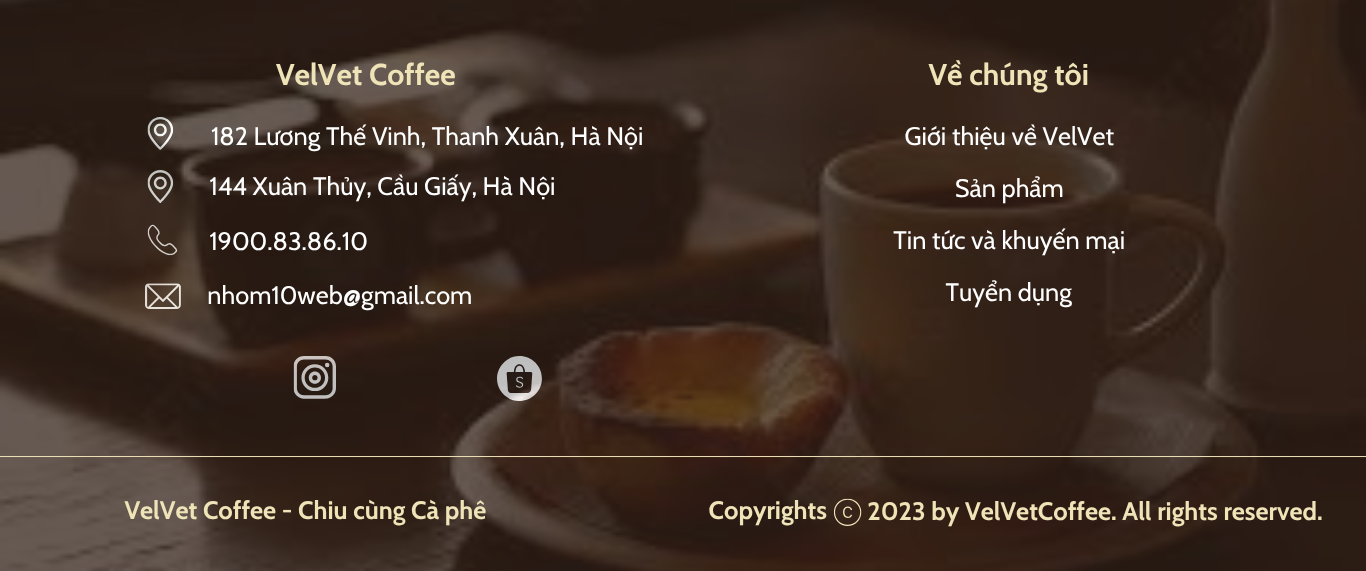 VelVet Coffee
182 Lương Thế Vinh, Thanh Xuân, Hà Nội
144 Xuân Thủy, Cầu Giấy, Hà Nội
1900.83.86.10
nhom10web@gmail.com
S
Về chúng tôi
Giới thiệu về VelVet
Sản phẩm
Tin tức và khuyến mại
Tuyển dụng
VelVet Coffee - Chiu cùng Cà phê
Copyrights © 2023 by VelVetCoffee. All rights reserved.